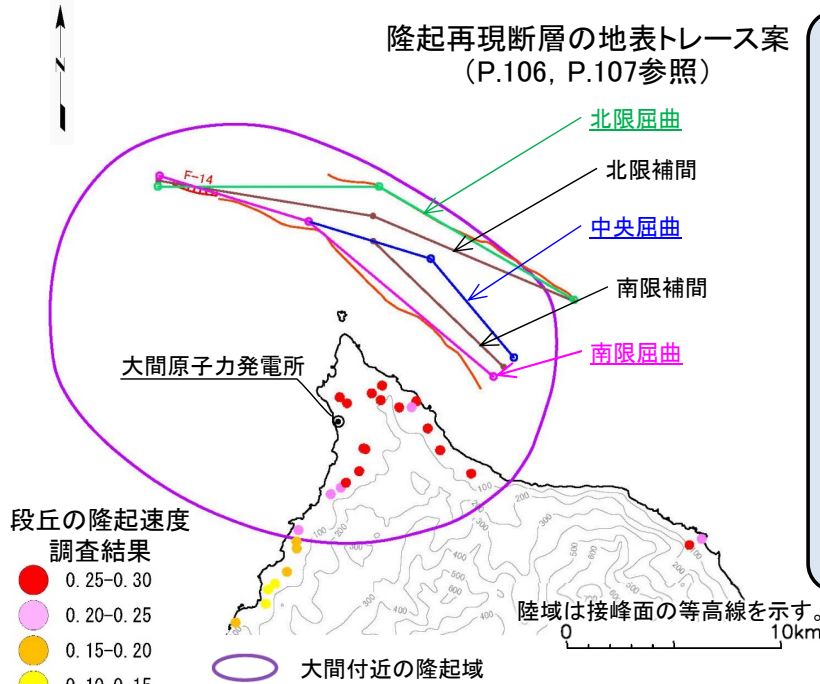 隆起再現断層の地表トレース案
(P.106, P.107参照)
N
北限屈曲
F-14
北限補間
中央屈曲
南限補間
大間原子力発電所
南限屈曲
段丘の隆起速度
調査結果
0.25-0.30
0.20-0.25
0.15-0.20
0.10-0.15
100
200
300
400
500
600
陸域は接峰面の等高線を示す。
0 10km
大間付近の隆起域